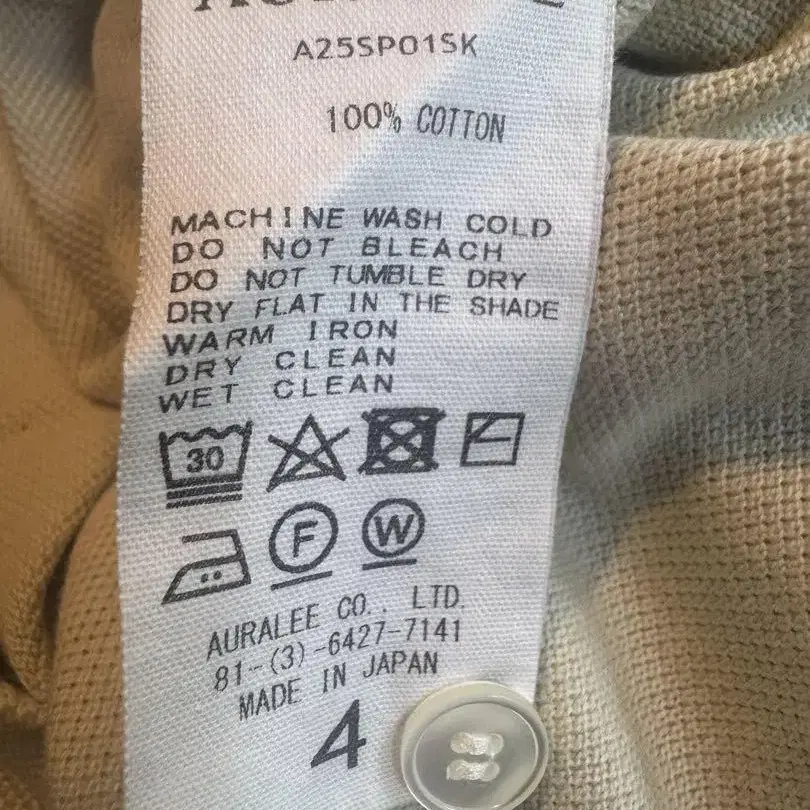 A25SP01SK
100% COTTON
MACHINE WASH COLD
DO NOT BLEACH
DO NOT TUMBLE DRY
DRY FLAT IN THE SHADE
WARM IRON
DRY CLEAN
WET CLEAN
30
F
W
AURALEE CO., LTD.
81-(3)-6427-7141
MADE IN JAPAN
4